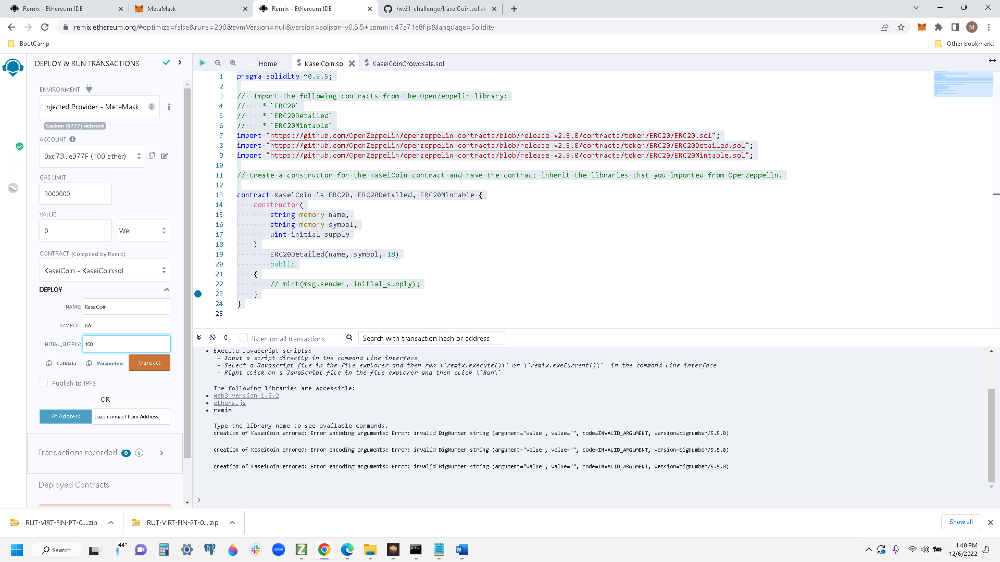 Remix - Ethereum IDE
MetaMask
Remix - Ethereum IDE
hw21-challenge/KaseiCoin.sol at
remix.ethereum.org/#optimize=false&runs=200&evmVersion=null&version=soljson-v0.5.5+commit.47a71e8f.js&language=Solidity
M
BootCamp
Other bookmarks
DEPLOY & RUN TRANSACTIONS
ENVIRONMENT
Injected Provider - MetaMask
Custom (5777) network
ACCOUNT
0xd73...e377F (100 ether)
GAS LIMIT
3000000
VALUE
0
Wei
CONTRACT (Compiled by Remix)
KaseiCoin - KaseiCoin.sol
DEPLOY
NAME: KaseiCoin
SYMBOL: KAI
INITIAL_SUPPLY: 100
Calldata
Parameters
transact
Publish to IPFS
OR
At Address
Load contract from Address
Transactions recorded 0 i
Deployed Contracts
Home
KaseiCoin.sol
KaseiCoinCrowdsale.sol
1 pragma solidity ^0.5.5;
2
3 //  Import the following contracts from the OpenZeppelin library:
4 //    * `ERC20`
5 //    * `ERC20Detailed`
6 //    * `ERC20Mintable`
7 import "https://github.com/OpenZeppelin/openzeppelin-contracts/blob/release-v2.5.0/contracts/token/ERC20/ERC20.sol";
8 import "https://github.com/OpenZeppelin/openzeppelin-contracts/blob/release-v2.5.0/contracts/token/ERC20/ERC20Detailed.sol";
9 import "https://github.com/OpenZeppelin/openzeppelin-contracts/blob/release-v2.5.0/contracts/token/ERC20/ERC20Mintable.sol";
10
11 // Create a constructor for the KaseiCoin contract and have the contract inherit the libraries that you imported from OpenZeppelin.
12
13 contract KaseiCoin is ERC20, ERC20Detailed, ERC20Mintable {
14     constructor(
15         string memory name,
16         string memory symbol,
17         uint initial_supply
18     )
19         ERC20Detailed(name, symbol, 18)
20         public
21     {
22         // mint(msg.sender, initial_supply);
23     }
24 }
25
0
listen on all transactions
Search with transaction hash or address
• Execute JavaScript scripts:
- Input a script directly in the command line interface
- Select a Javascript file in the file explorer and then run \`remix.execute()\` or \`remix.exeCurrent()\`  in the command line interface
- Right click on a JavaScript file in the file explorer and then click \`Run\`
The following libraries are accessible:
• web3 version 1.5.2
• ethers.js
• remix
Type the library name to see available commands.
creation of KaseiCoin errored: Error encoding arguments: Error: invalid BigNumber string (argument="value", value="", code=INVALID_ARGUMENT, version=bignumber/5.5.0)
creation of KaseiCoin errored: Error encoding arguments: Error: invalid BigNumber string (argument="value", value="", code=INVALID_ARGUMENT, version=bignumber/5.5.0)
creation of KaseiCoin errored: Error encoding arguments: Error: invalid BigNumber string (argument="value", value="", code=INVALID_ARGUMENT, version=bignumber/5.5.0)
>
RUT-VIRT-FIN-PT-0....zip
RUT-VIRT-FIN-PT-0....zip
Show all
Search
44°
zoom
1:48 PM
12/6/2022